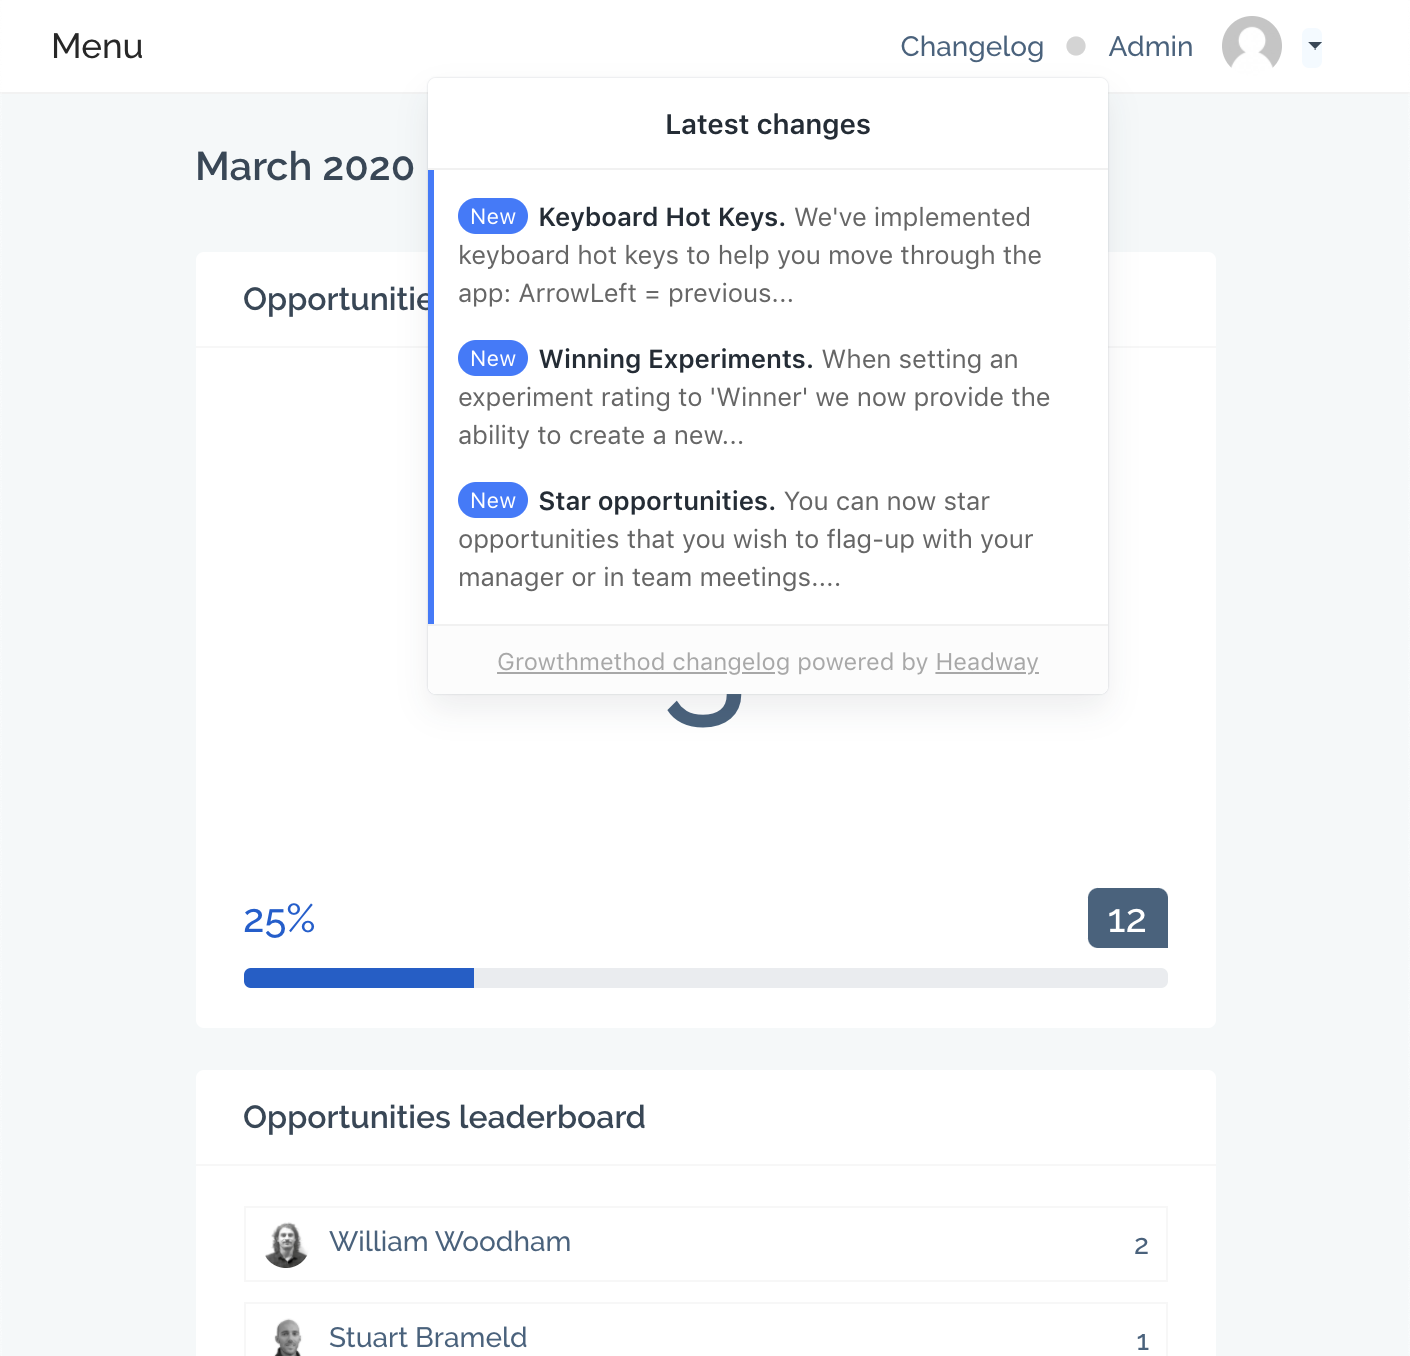 Menu
Changelog
Admin
Latest changes
March 2020
New Keyboard Hot Keys. We've implemented
keyboard hot keys to help you move through the
app: ArrowLeft = previous...
New Winning Experiments. When setting an
experiment rating to 'Winner' we now provide the
ability to create a new...
New Star opportunities. You can now star
opportunities that you wish to flag-up with your
manager or in team meetings....
Growthmethod changelog powered by Headway
25%
12
Opportunities leaderboard
William Woodham
2
Stuart Brameld
1